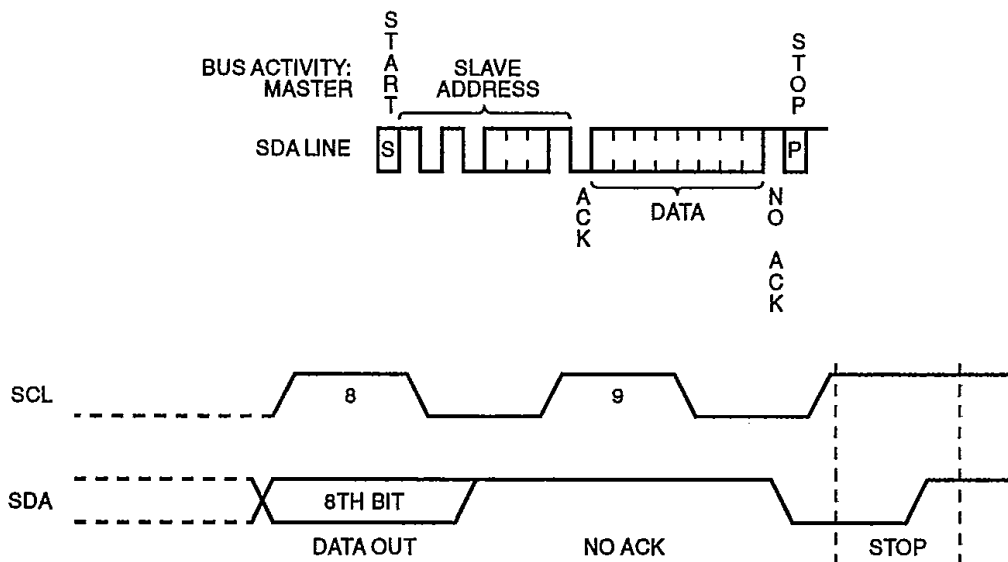 START
BUS ACTIVITY:
MASTER
SLAVE
ADDRESS
STOP
SDA LINE
S
P
ACK
DATA
NO ACK
SCL
8
9
SDA
8TH BIT
DATA OUT
NO ACK
STOP